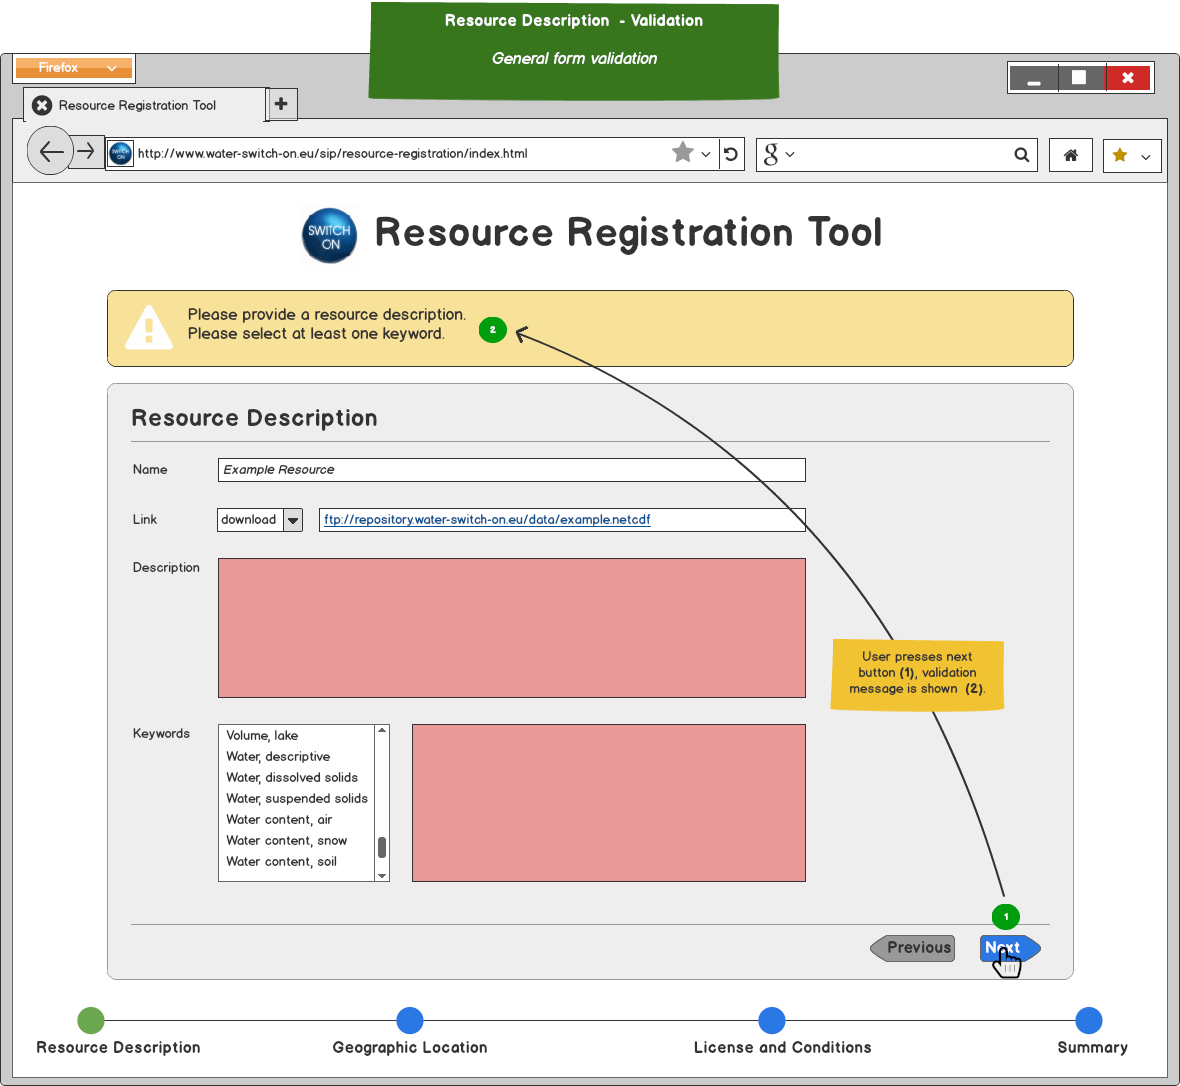 Resource Description - Validation
General form validation
Firefox
Resource Registration Tool
http://www.water-switch-on.eu/sip/resource-registration/index.html
g
SWITCH
ON
Resource Registration Tool
Please provide a resource description.
Please select at least one keyword.
2
Resource Description
Name
Example Resource
Link
download
ftp://repository.water-switch-on.eu/data/example.netcdf
Description
User presses next
button (1), validation
message is shown (2).
Keywords
Volume, lake
Water, descriptive
Water, dissolved solids
Water, suspended solids
Water content, air
Water content, snow
Water content, soil
1
Previous
Next
Resource Description
Geographic Location
License and Conditions
Summary